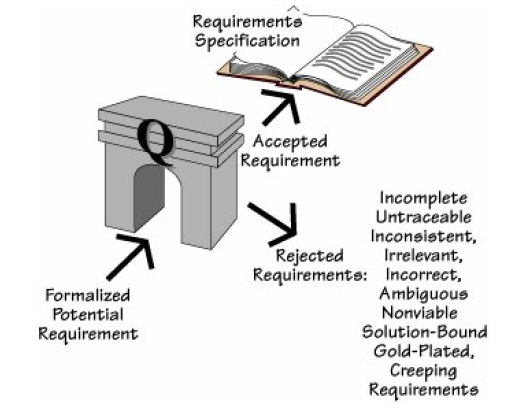 Requirements
Specification
Q
Accepted
Requirement
Rejected
Requirements:
Incomplete
Untraceable
Inconsistent,
Irrelevant,
Incorrect,
Ambiguous
Nonviable
Solution-Bound
Gold-Plated,
Creeping
Requirements
Formalized
Potential
Requirement